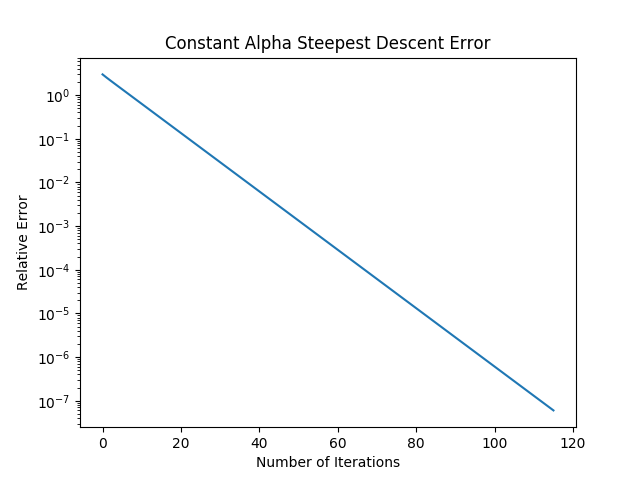 Constant Alpha Steepest Descent Error
Relative Error
10⁰
10⁻¹
10⁻²
10⁻³
10⁻⁴
10⁻⁵
10⁻⁶
10⁻⁷
0 20 40 60 80 100 120
Number of Iterations